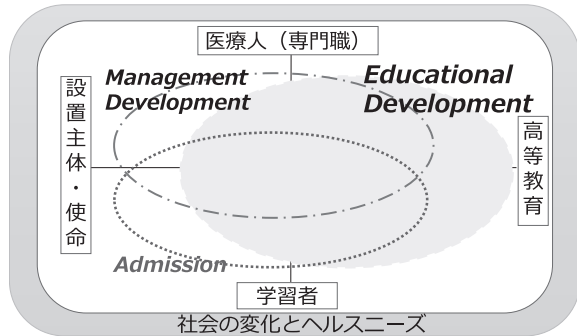 医療人（専門職）
Management
Development
Educational
Development
設置主体・使命
高等教育
Admission
学習者
社会の変化とヘルスニーズ